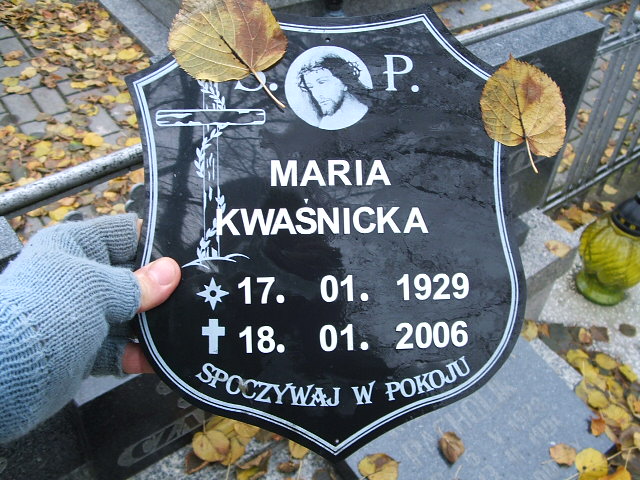 Ś. P.
MARIA
KWAŚNICKA
17. 01. 1929
18. 01. 2006
SPOCZYWAJ W POKOJU